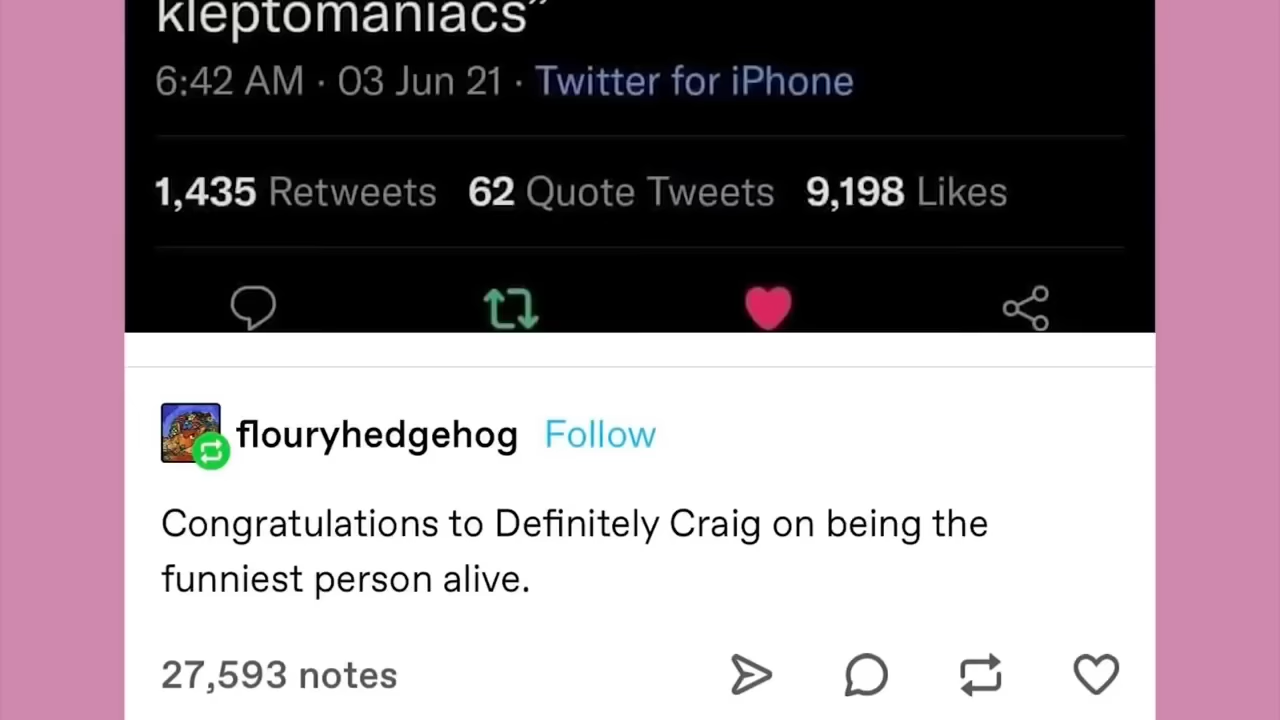 kleptomaniacs”
6:42 AM · 03 Jun 21 · Twitter for iPhone
1,435 Retweets 62 Quote Tweets 9,198 Likes
flouryhedgehog Follow
Congratulations to Definitely Craig on being the
funniest person alive.
27,593 notes